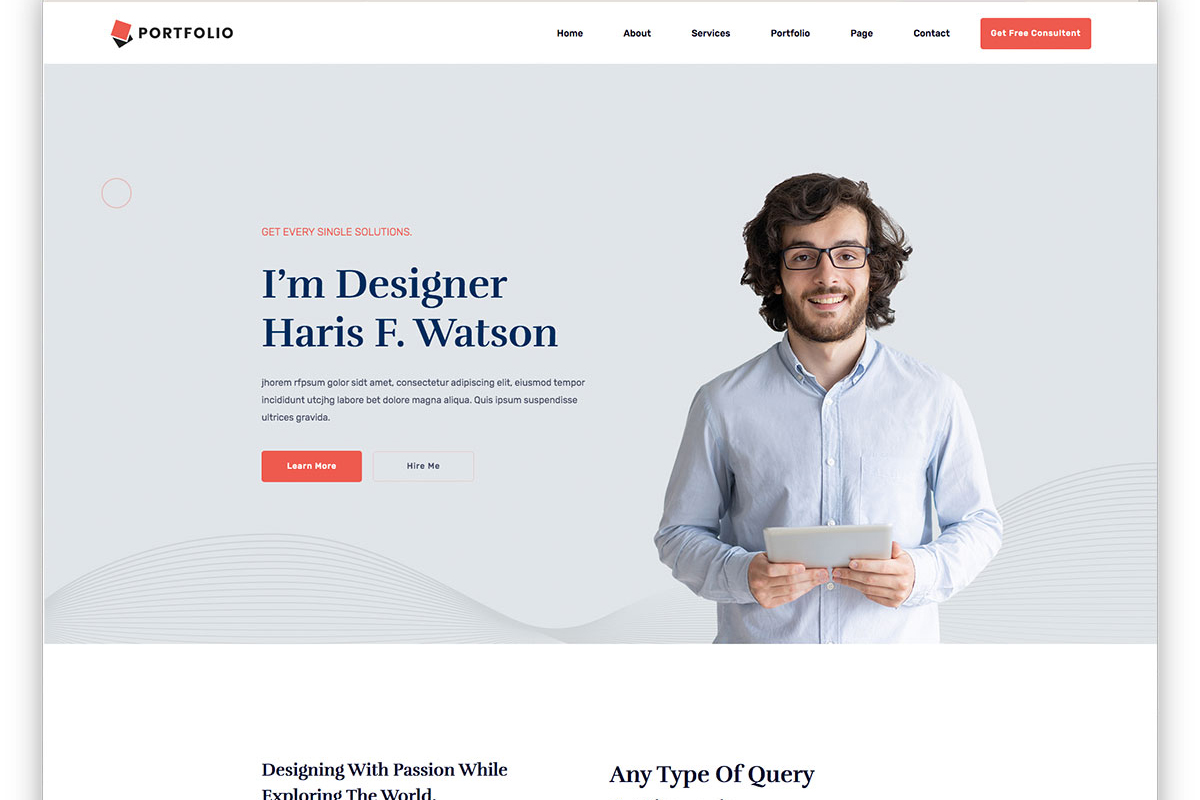 PORTFOLIO
Home About Services Portfolio Page Contact Get Free Consultent
GET EVERY SINGLE SOLUTIONS.
I'm Designer
Haris F. Watson
jhorem rfpsum golor sidt amet, consectetur adipiscing elit, eiusmod tempor
incididunt utcjhg labore bet dolore magna aliqua. Quis ipsum suspendisse
ultrices gravida.
Learn More Hire Me
Designing With Passion While
Exploring The World.
Any Type Of Query